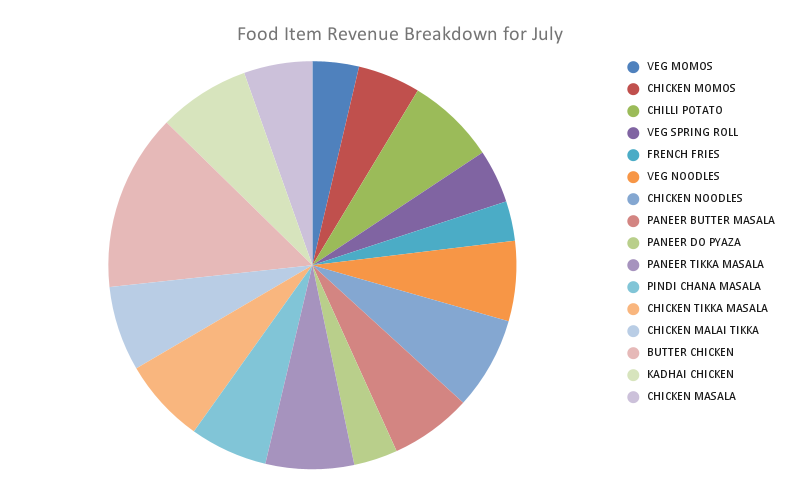 Food Item Revenue Breakdown for July
VEG MOMOS
CHICKEN MOMOS
CHILLI POTATO
VEG SPRING ROLL
FRENCH FRIES
VEG NOODLES
CHICKEN NOODLES
PANEER BUTTER MASALA
PANEER DO PYAZA
PANEER TIKKA MASALA
PINDI CHANA MASALA
CHICKEN TIKKA MASALA
CHICKEN MALAI TIKKA
BUTTER CHICKEN
KADHAI CHICKEN
CHICKEN MASALA